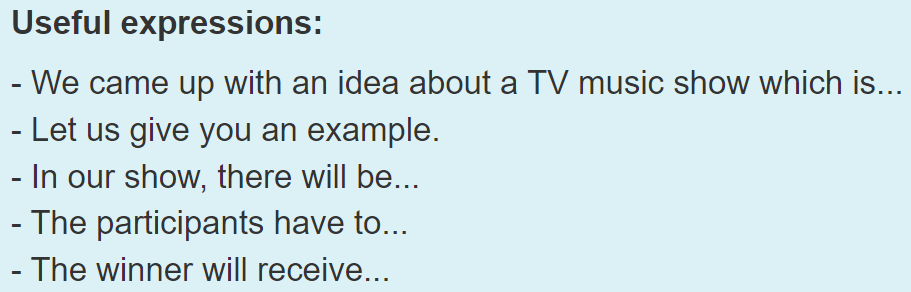 Useful expressions:
- We came up with an idea about a TV music show which is...
- Let us give you an example.
- In our show, there will be...
- The participants have to...
- The winner will receive...